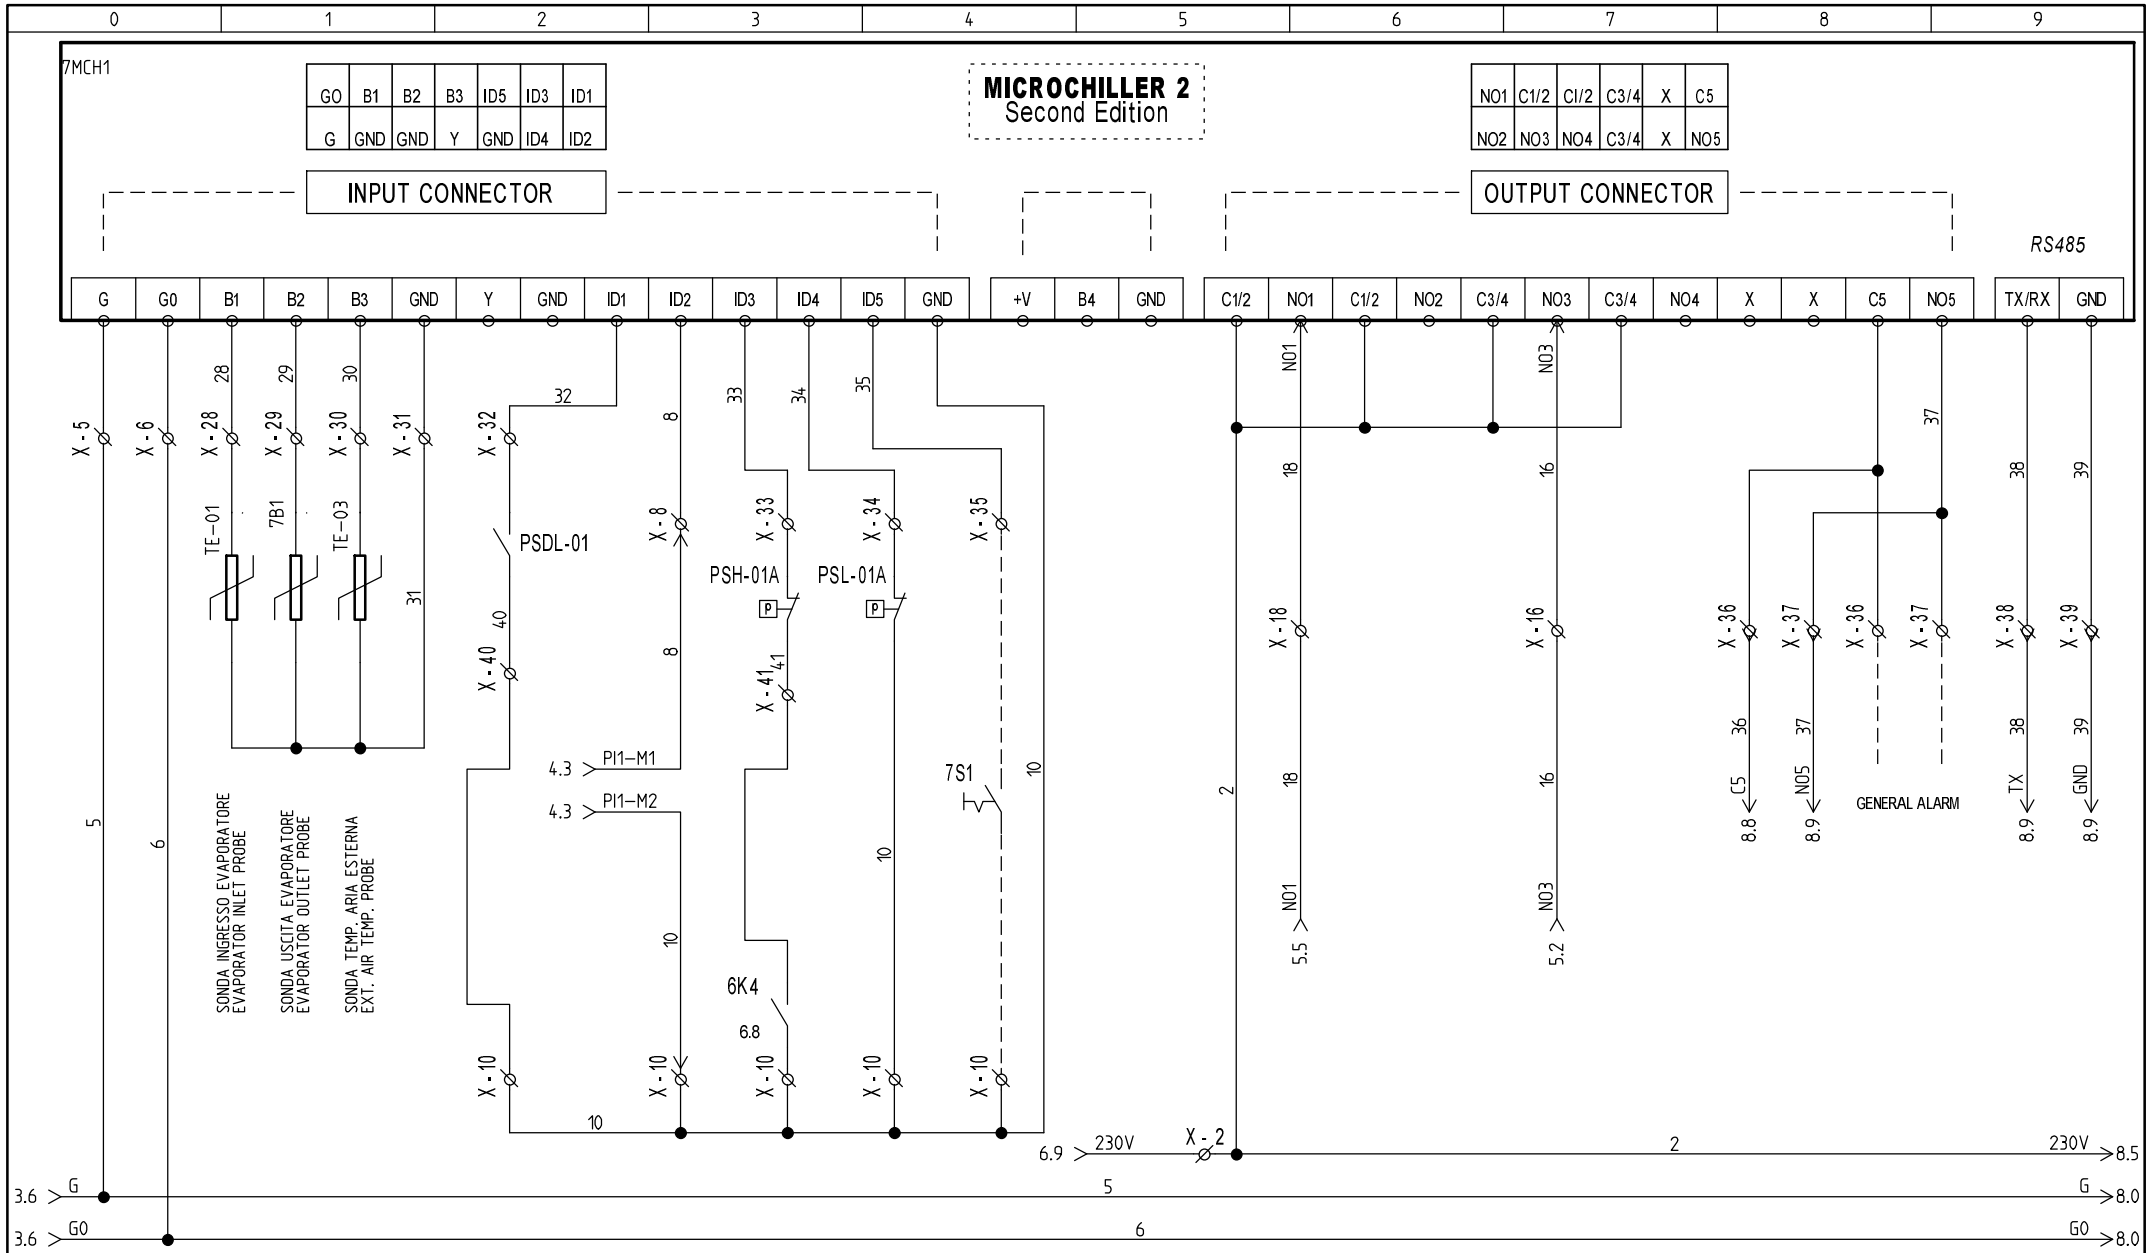 0 1 2 3 4 5 6 7 8 9
7MCH1
G0 B1 B2 B3 ID5 ID3 ID1
G GND GND Y GND ID4 ID2
MICROCHILLER 2
Second Edition
NO1 C1/2 CI/2 C3/4 X C5
NO2 NO3 NO4 C3/4 X NO5
INPUT CONNECTOR
OUTPUT CONNECTOR
RS485
G G0 B1 B2 B3 GND Y GND ID1 ID2 ID3 ID4 ID5 GND +V B4 GND C1/2 NO1 C1/2 NO2 C3/4 NO3 C3/4 NO4 X X C5 NO5 TX/RX GND
NO1 NO3
28 29 30 32 8 33 34 35 37
X - 5 X - 6 X - 28 X - 29 X - 30 X - 31 X - 32
18 16 38 39
TE-01 7B1 TE-03
PSDL-01
X - 8 X - 33 X - 34 X - 35
PSH-01A PSL-01A
P P
31 40 8 41
X - 40 X - 41
X - 18 X - 16 X - 36 X - 37 X - 36 X - 37 X - 38 X - 39
36 37 38 39
4.3 PI1-M1
4.3 PI1-M2
7S1
10
18 16
2
C5 NO5 TX GND
8.8 8.9 8.9 8.9
GENERAL ALARM
5 6
10 10
SONDA INGRESSO EVAPORATORE
EVAPORATOR INLET PROBE
SONDA USCITA EVAPORATORE
EVAPORATOR OUTLET PROBE
SONDA TEMP. ARIA ESTERNA
EXT. AIR TEMP. PROBE
NO1 NO3
5.5 5.2
6K4
6.8
X - 10 X - 10 X - 10 X - 10 X - 10
10
6.9 230V X - 2 2 230V 8.5
3.6 G 5 G 8.0
3.6 G0 6 G0 8.0